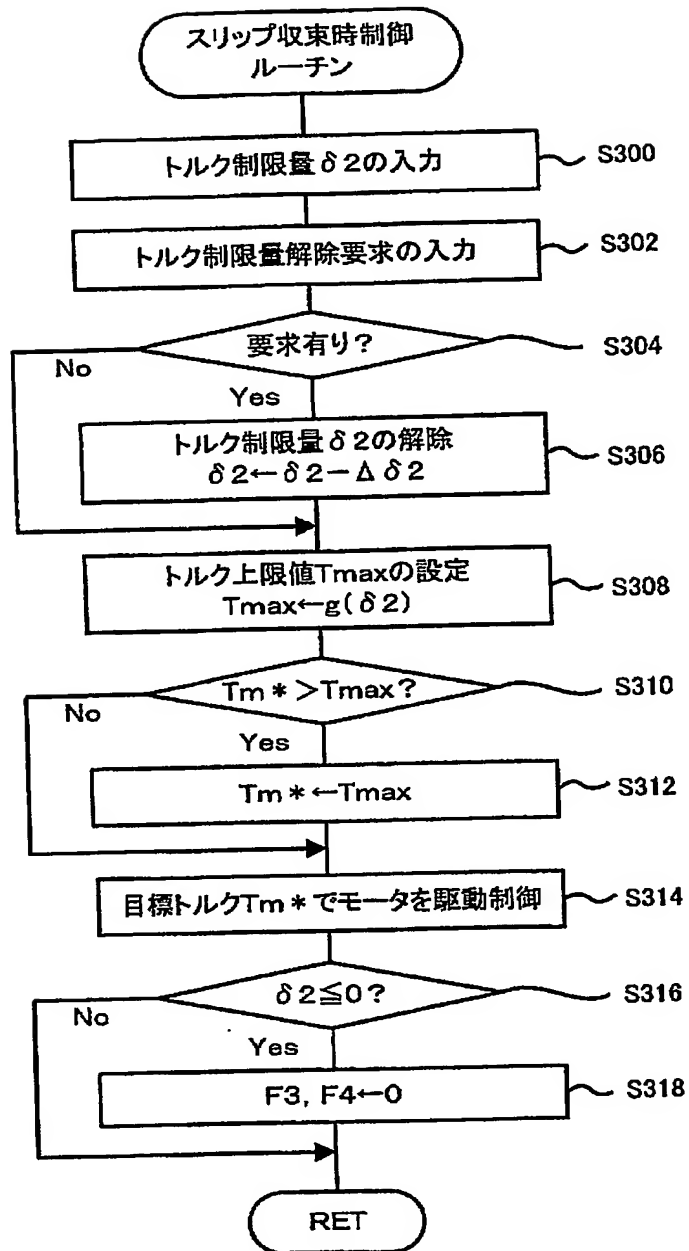 スリップ収束時制御
ルーチン
トルク制限量δ2の入力
S300
トルク制限量解除要求の入力
S302
要求有り?
S304
No
Yes
トルク制限量δ2の解除
δ2←δ2−Δδ2
S306
トルク上限値Tmaxの設定
Tmax←g(δ2)
S308
Tm*>Tmax?
S310
No
Yes
Tm*←Tmax
S312
目標トルクTm*でモータを駆動制御
S314
δ2≦0?
S316
No
Yes
F3, F4←0
S318
RET